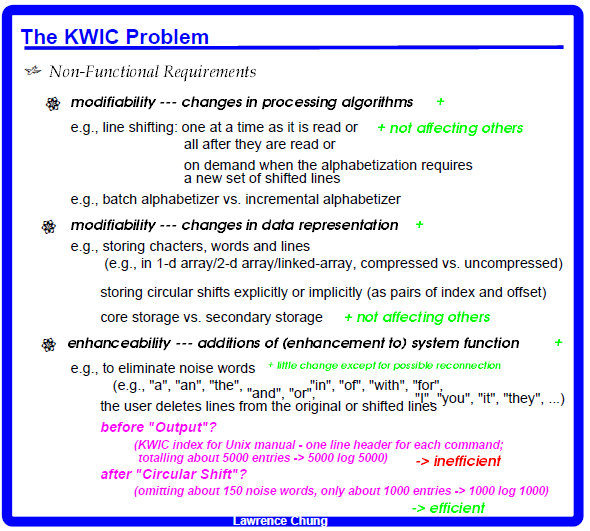 The KWIC Problem
Non-Functional Requirements
modifiability --- changes in processing algorithms +
e.g., line shifting: one at a time as it is read or + not affecting others
all after they are read or
on demand when the alphabetization requires
a new set of shifted lines
e.g., batch alphabetizer vs. incremental alphabetizer
modifiability --- changes in data representation +
e.g., storing chacters, words and lines
(e.g., in 1-d array/2-d array/linked-array, compressed vs. uncompressed)
storing circular shifts explicitly or implicitly (as pairs of index and offset)
core storage vs. secondary storage + not affecting others
enhanceability --- additions of (enhancement to) system function +
e.g., to eliminate noise words + little change except for possible reconnection
(e.g., "a", "an", "the", "and", "or", "in", "of", "with", "for", "I", "you", "it", "they", ...)
the user deletes lines from the original or shifted lines
before "Output"?
(KWIC index for Unix manual - one line header for each command;
totalling about 5000 entries -> 5000 log 5000) -> inefficient
after "Circular Shift"?
(omitting about 150 noise words, only about 1000 entries -> 1000 log 1000)
-> efficient
Lawrence Chung